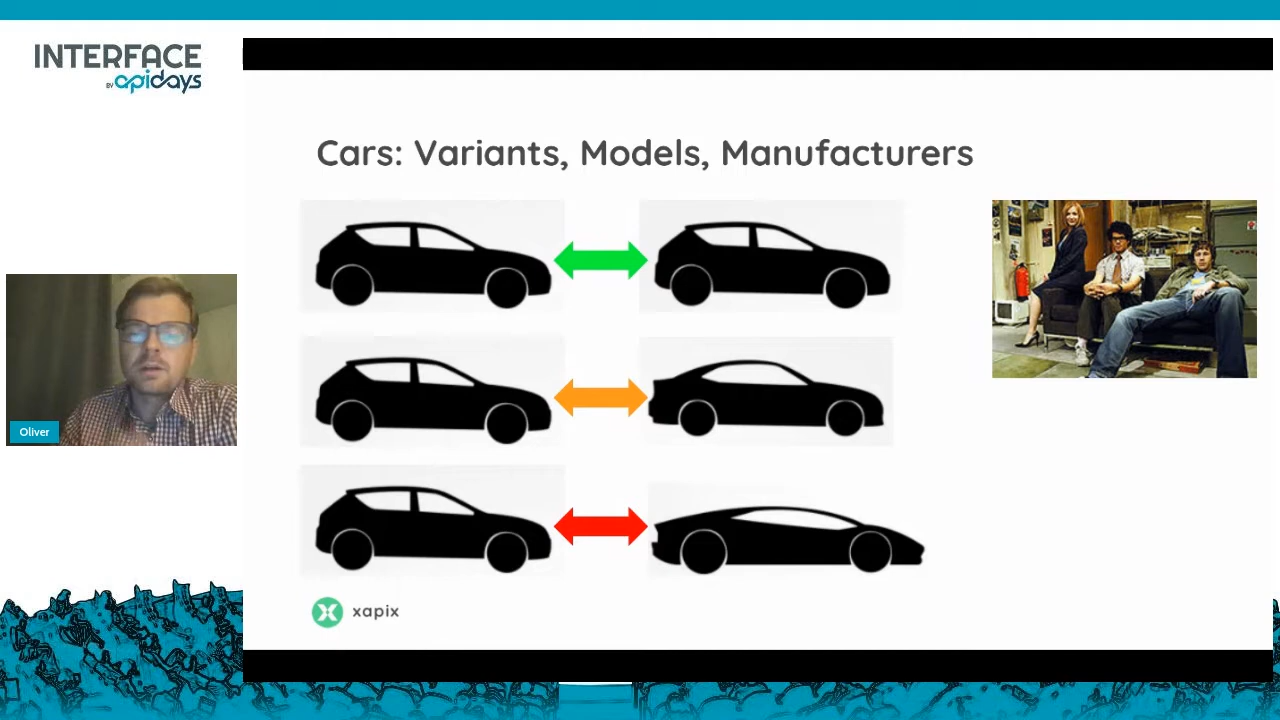 INTERFACE
BY apidays
Cars: Variants, Models, Manufacturers
Oliver
xapix